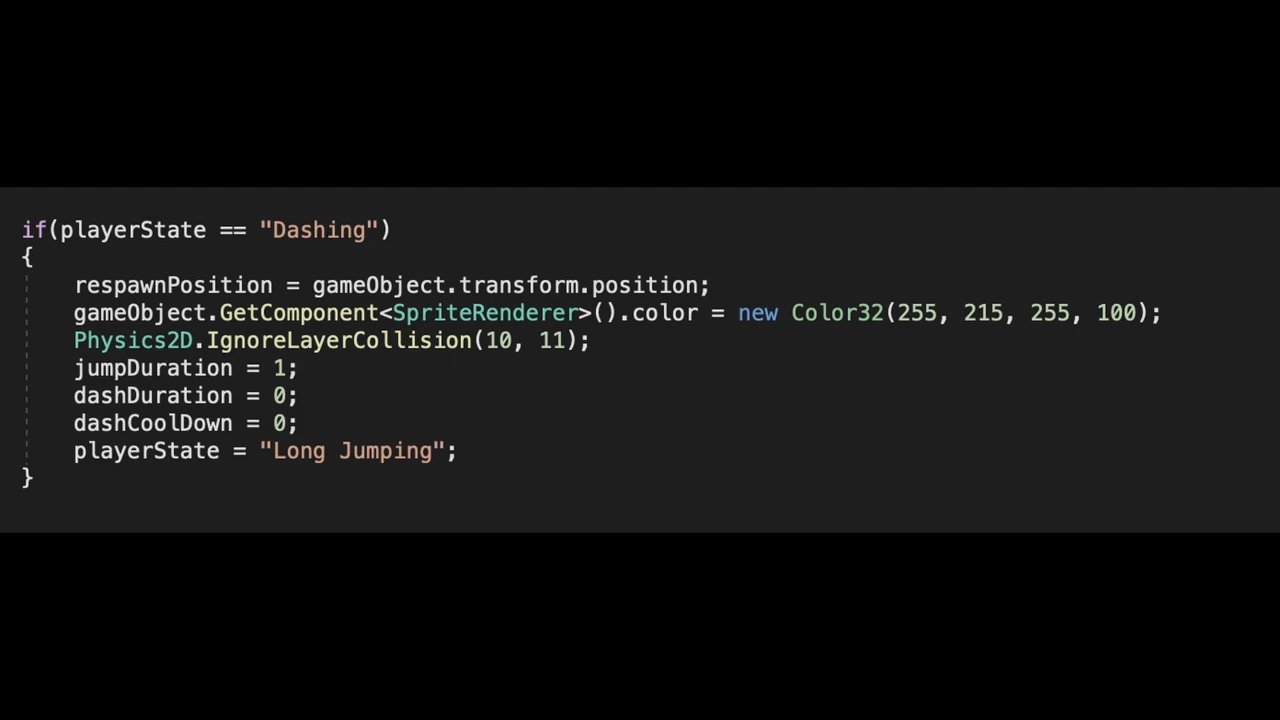 if(playerState == "Dashing")
{
    respawnPosition = gameObject.transform.position;
    gameObject.GetComponent<SpriteRenderer>().color = new Color32(255, 215, 255, 100);
    Physics2D.IgnoreLayerCollision(10, 11);
    jumpDuration = 1;
    dashDuration = 0;
    dashCoolDown = 0;
    playerState = "Long Jumping";
}